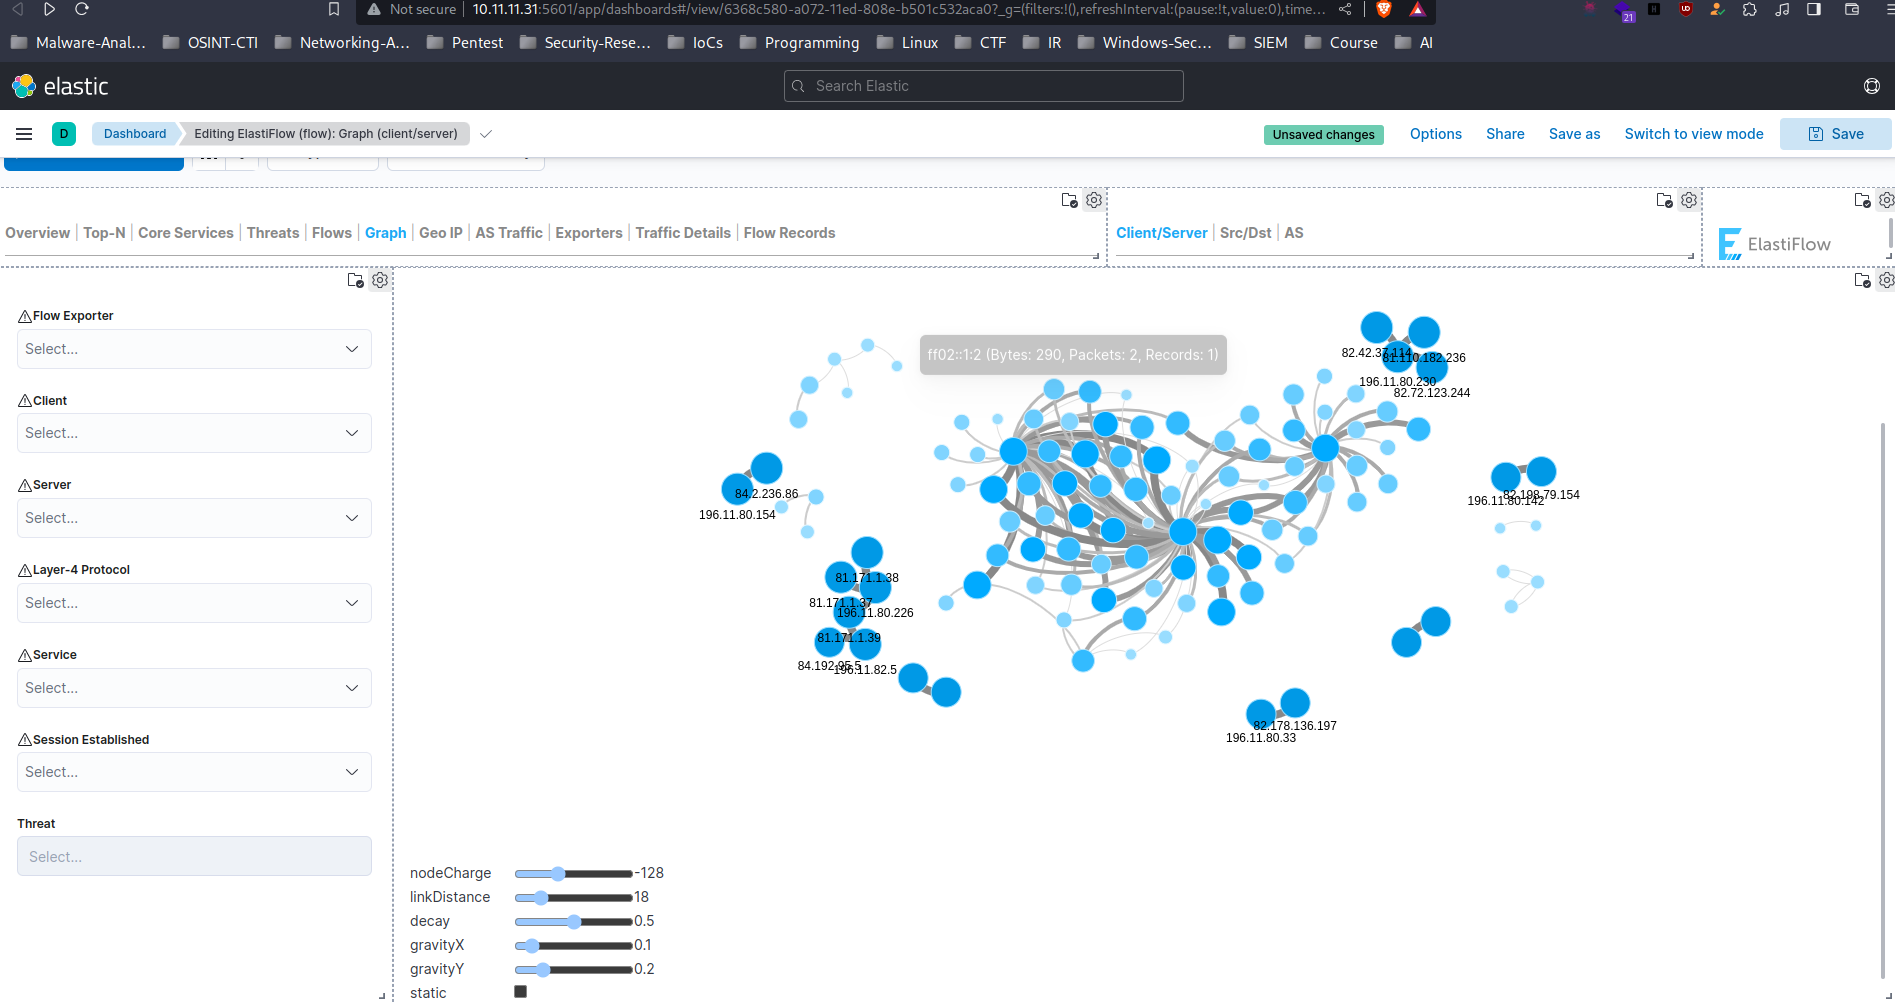 Not secure
10.11.11.31:5601/app/dashboards#/view/6368c580-a072-11ed-808e-b501c532aca0?_g=(filters:!(),refreshInterval:(pause:!t,value:0),time...
21
Malware-Anal...
OSINT-CTI
Networking-A...
Pentest
Security-Rese...
IoCs
Programming
Linux
CTF
IR
Windows-Sec...
SIEM
Course
AI
elastic
Search Elastic
D
Dashboard
Editing ElastiFlow (flow): Graph (client/server)
Unsaved changes
Options
Share
Save as
Switch to view mode
Save
Overview | Top-N | Core Services | Threats | Flows | Graph | Geo IP | AS Traffic | Exporters | Traffic Details | Flow Records
Client/Server | Src/Dst | AS
ElastiFlow
Flow Exporter
Select...
Client
Select...
Server
Select...
Layer-4 Protocol
Select...
Service
Select...
Session Established
Select...
Threat
Select...
ff02::1:2 (Bytes: 290, Packets: 2, Records: 1)
82.42.37.114
81.110.182.236
196.11.80.230
82.72.123.244
84.2.236.86
196.11.80.154
82.198.79.154
196.11.80.142
81.171.1.38
81.171.1.37
196.11.80.226
81.171.1.39
84.192.95.5
196.11.82.5
82.178.136.197
196.11.80.33
nodeCharge -128
linkDistance 18
decay 0.5
gravityX 0.1
gravityY 0.2
static